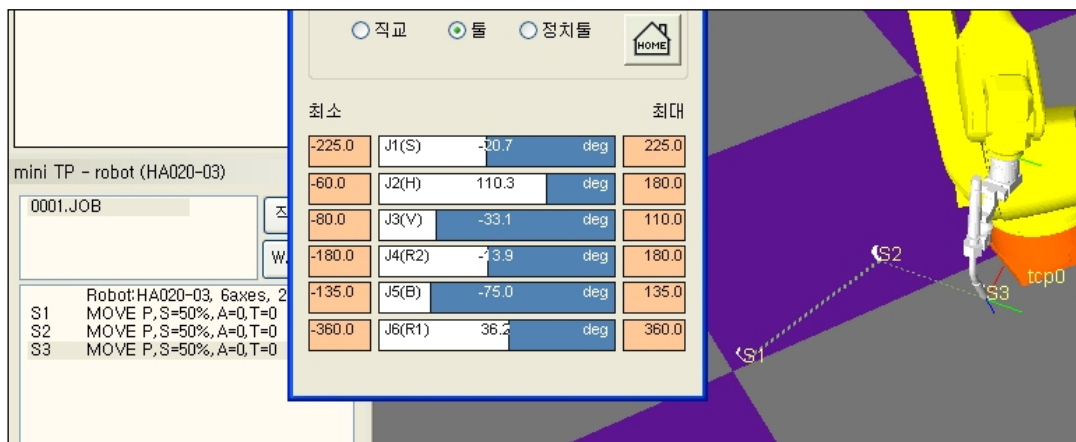 직교 툴 정치툴
HOME
최소 최대
-225.0 J1(S) -20.7 deg 225.0
-60.0 J2(H) 110.3 deg 180.0
-80.0 J3(V) -33.1 deg 110.0
-180.0 J4(R2) -13.9 deg 180.0
-135.0 J5(B) -75.0 deg 135.0
-360.0 J6(R1) 36.2 deg 360.0
mini TP - robot (HA020-03)
0001.JOB
W.
Robot:HA020-03, 6axes, 2
S1 MOVE P,S=50%,A=0,T=0
S2 MOVE P,S=50%,A=0,T=0
S3 MOVE P,S=50%,A=0,T=0
S2
tcp0
S3
S1